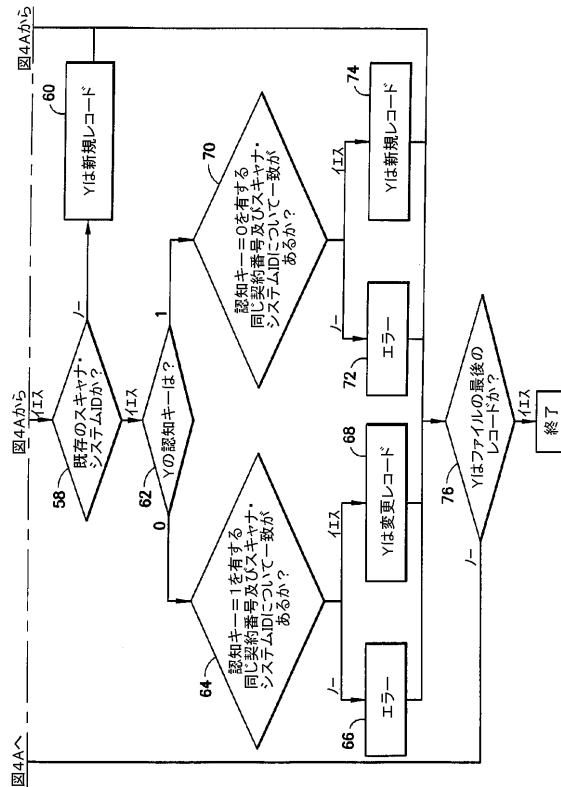 図4Aへ
図4Aから
図4Aから
イエス
58
既存のスキャナ・
システムIDか?
ノー
60
Yは新規レコード
イエス
62
Yの認知キーは?
0
1
64
認知キー=1を有する
同じ契約番号及びスキャナ・
システムIDについて一致が
あるか?
70
認知キー=0を有する
同じ契約番号及びスキャナ・
システムIDについて一致が
あるか?
ノー
イエス
66
エラー
68
Yは変更レコード
ノー
イエス
72
エラー
74
Yは新規レコード
76
Yはファイルの最後の
レコードか?
ノー
イエス
終了